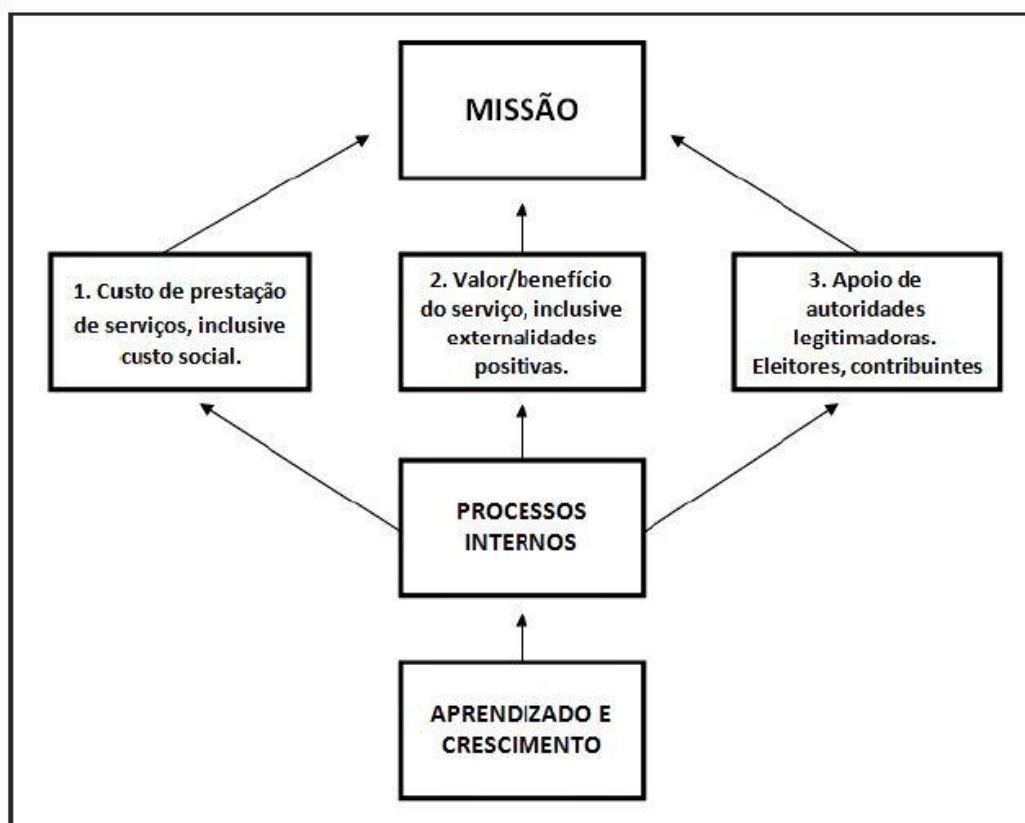 MISSÃO
1. Custo de prestação
de serviços, inclusive
custo social.
2. Valor/benefício
do serviço, inclusive
externalidades
positivas.
3. Apoio de
autoridades
legitimadoras.
Eleitores, contribuintes
PROCESSOS
INTERNOS
APRENDIZADO E
CRESCIMENTO